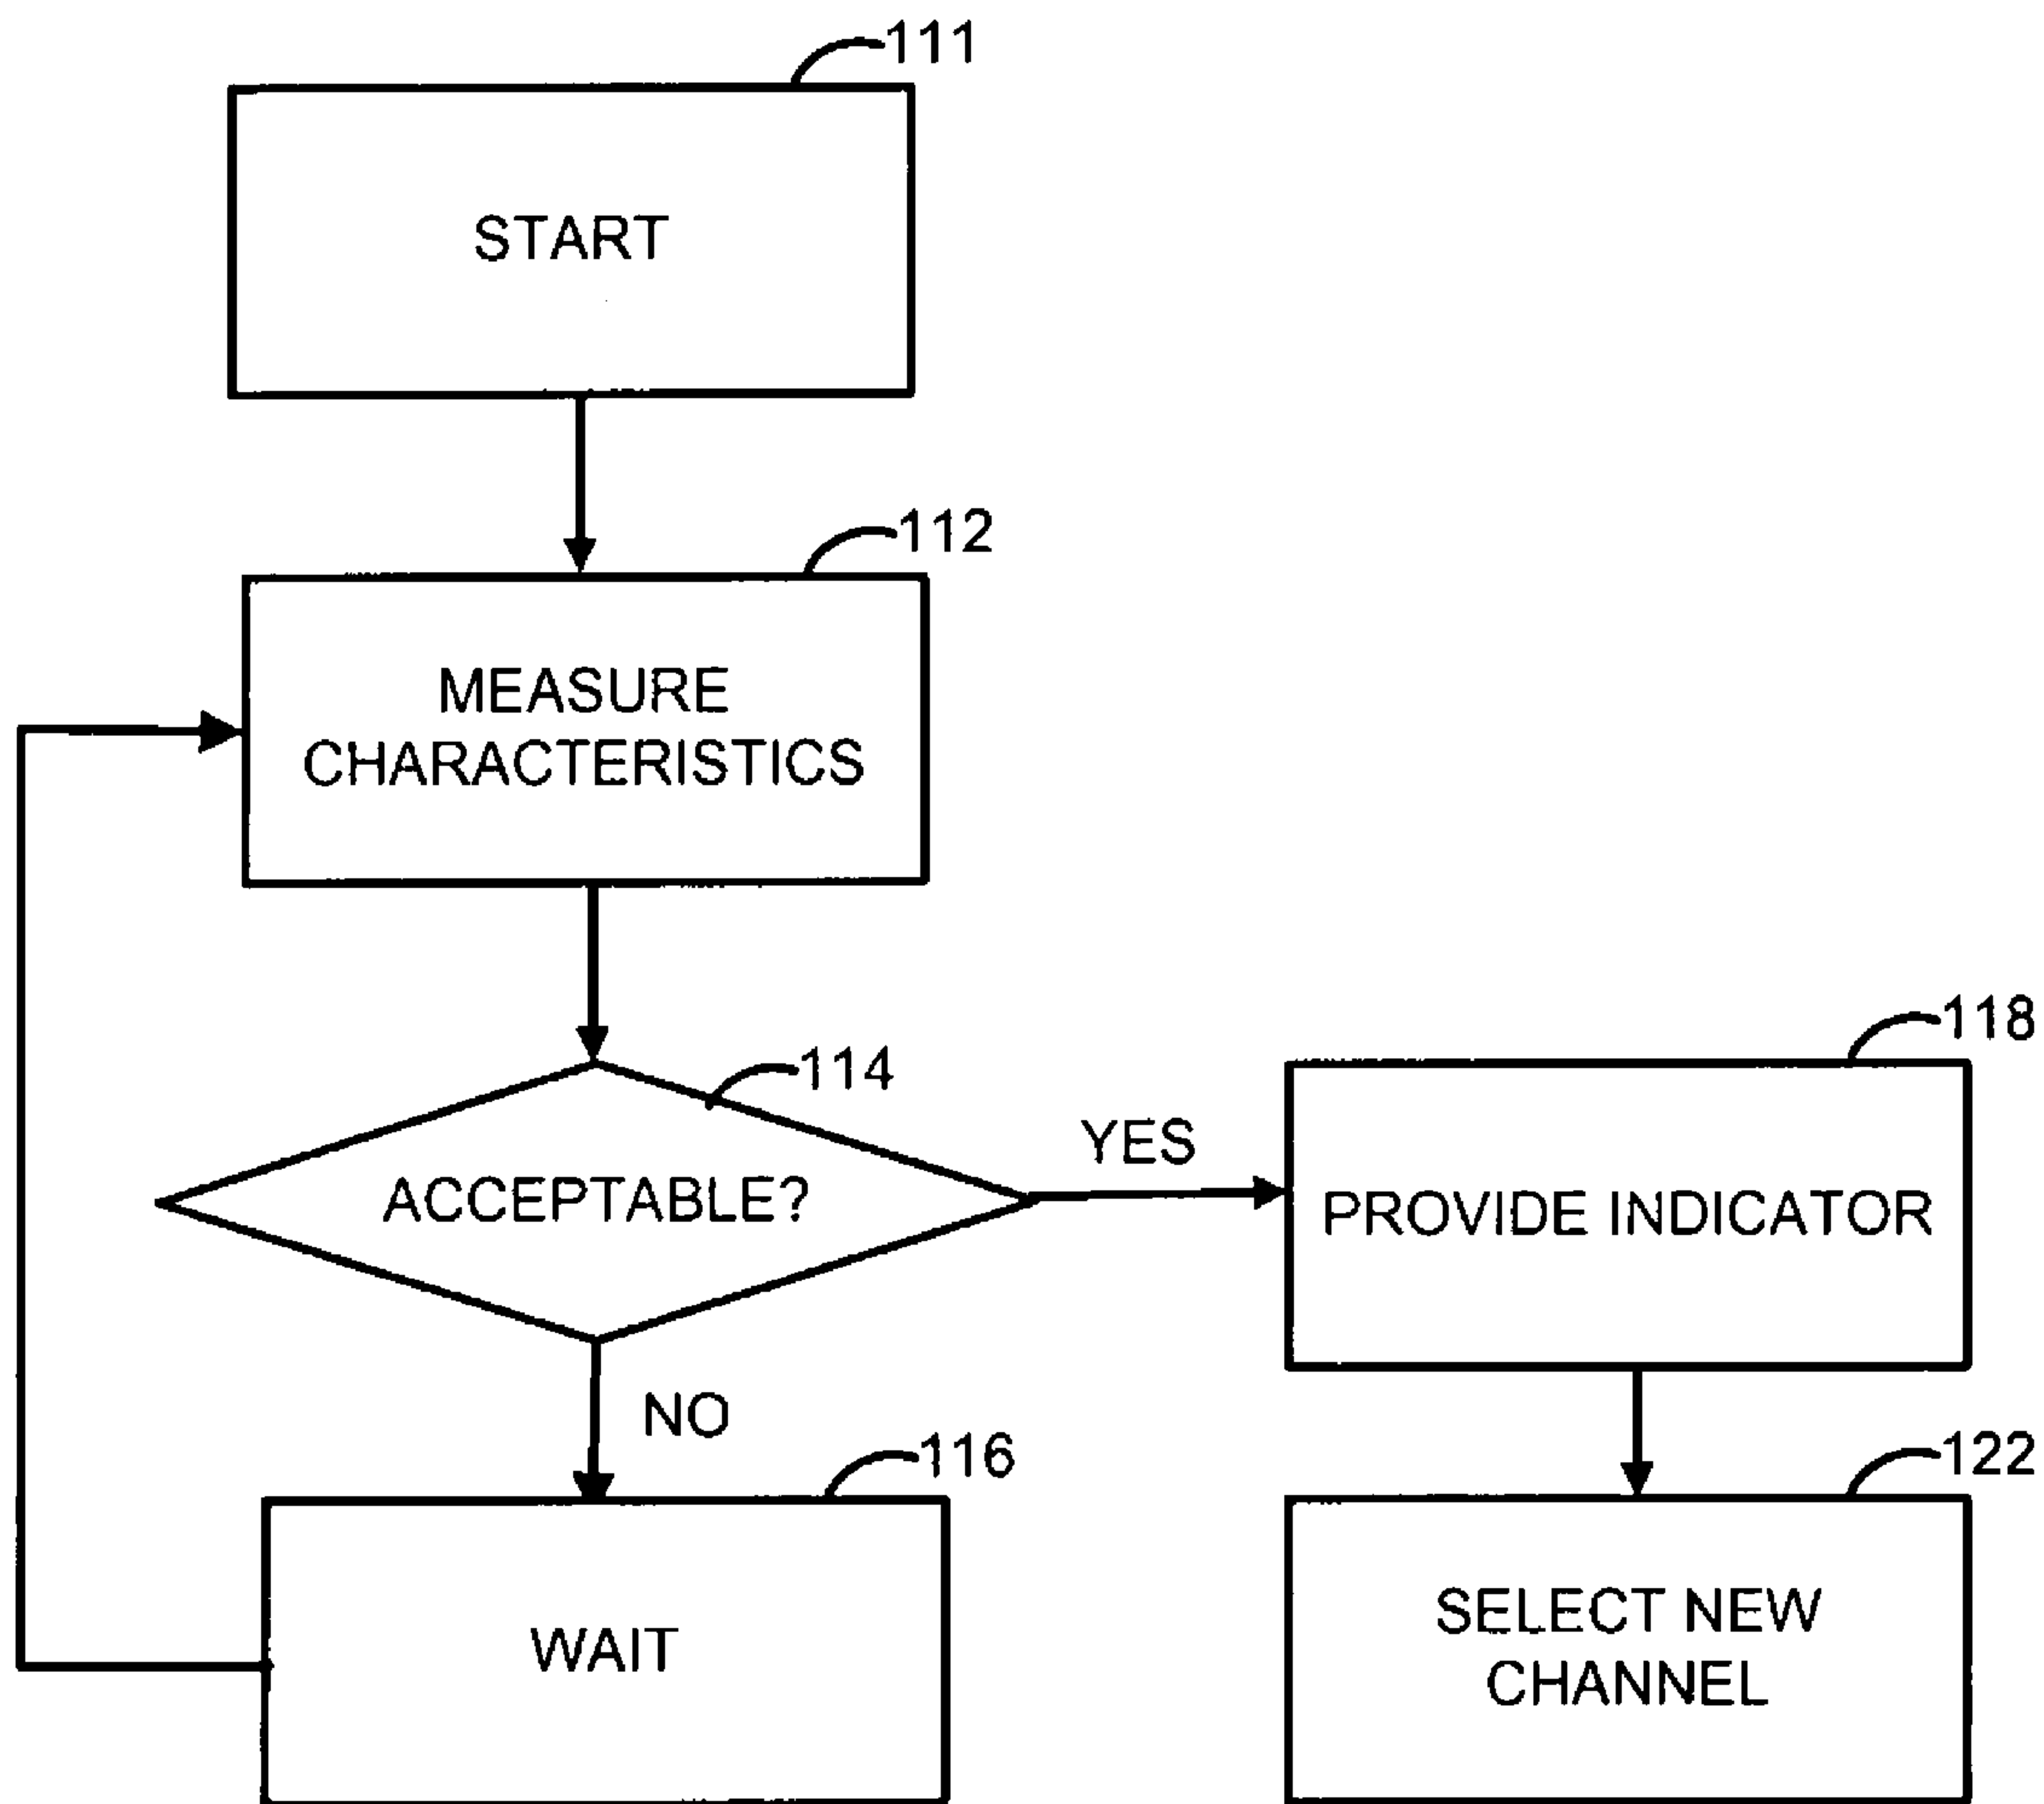 111
START
112
MEASURE
CHARACTERISTICS
114
ACCEPTABLE?
YES
118
PROVIDE INDICATOR
NO
116
WAIT
122
SELECT NEW
CHANNEL